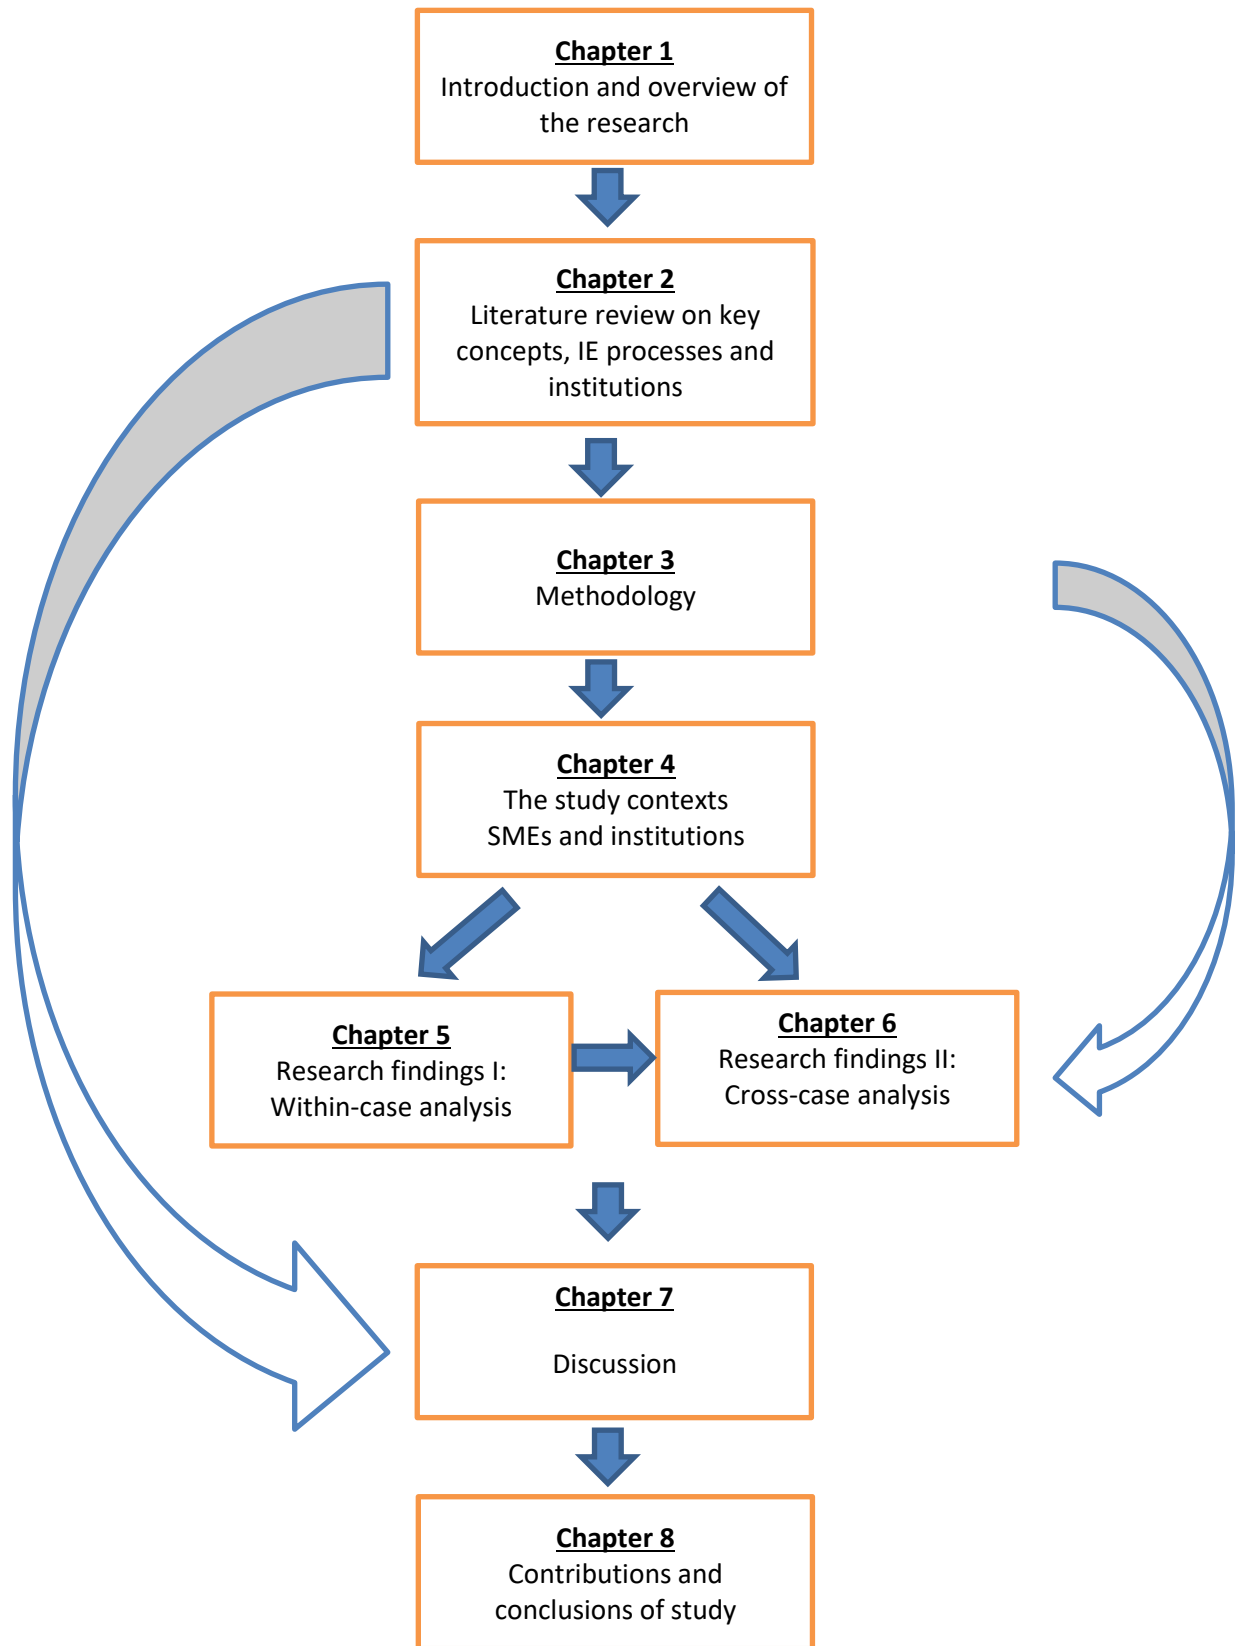 Chapter 1
Introduction and overview of
the research
Chapter 2
Literature review on key
concepts, IE processes and
institutions
Chapter 3
Methodology
Chapter 4
The study contexts
SMEs and institutions
Chapter 5
Research findings I:
Within-case analysis
Chapter 6
Research findings II:
Cross-case analysis
Chapter 7
Discussion
Chapter 8
Contributions and
conclusions of study